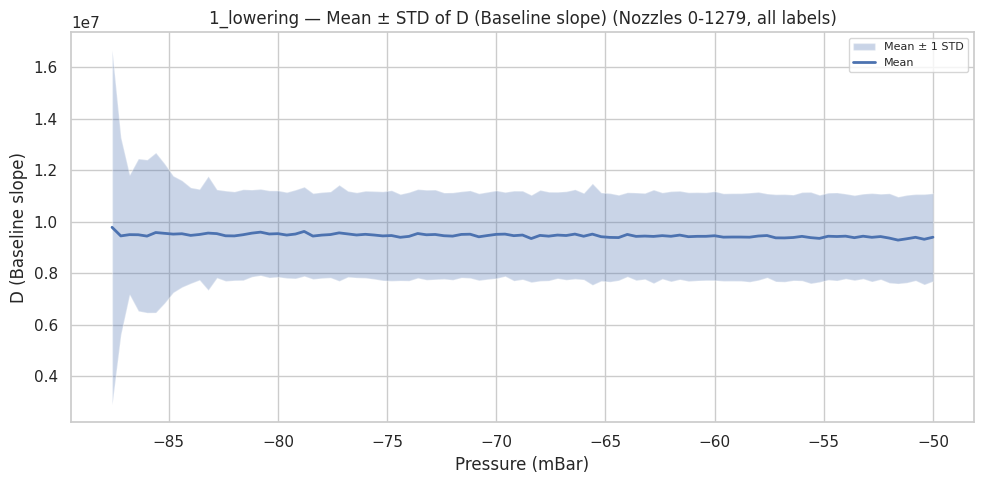 1_lowering — Mean ± STD of D (Baseline slope) (Nozzles 0-1279, all labels)
1e7
Mean ± 1 STD
Mean
1.6
1.4
1.2
1.0
0.8
0.6
0.4
D (Baseline slope)
−85
−80
−75
−70
−65
−60
−55
−50
Pressure (mBar)